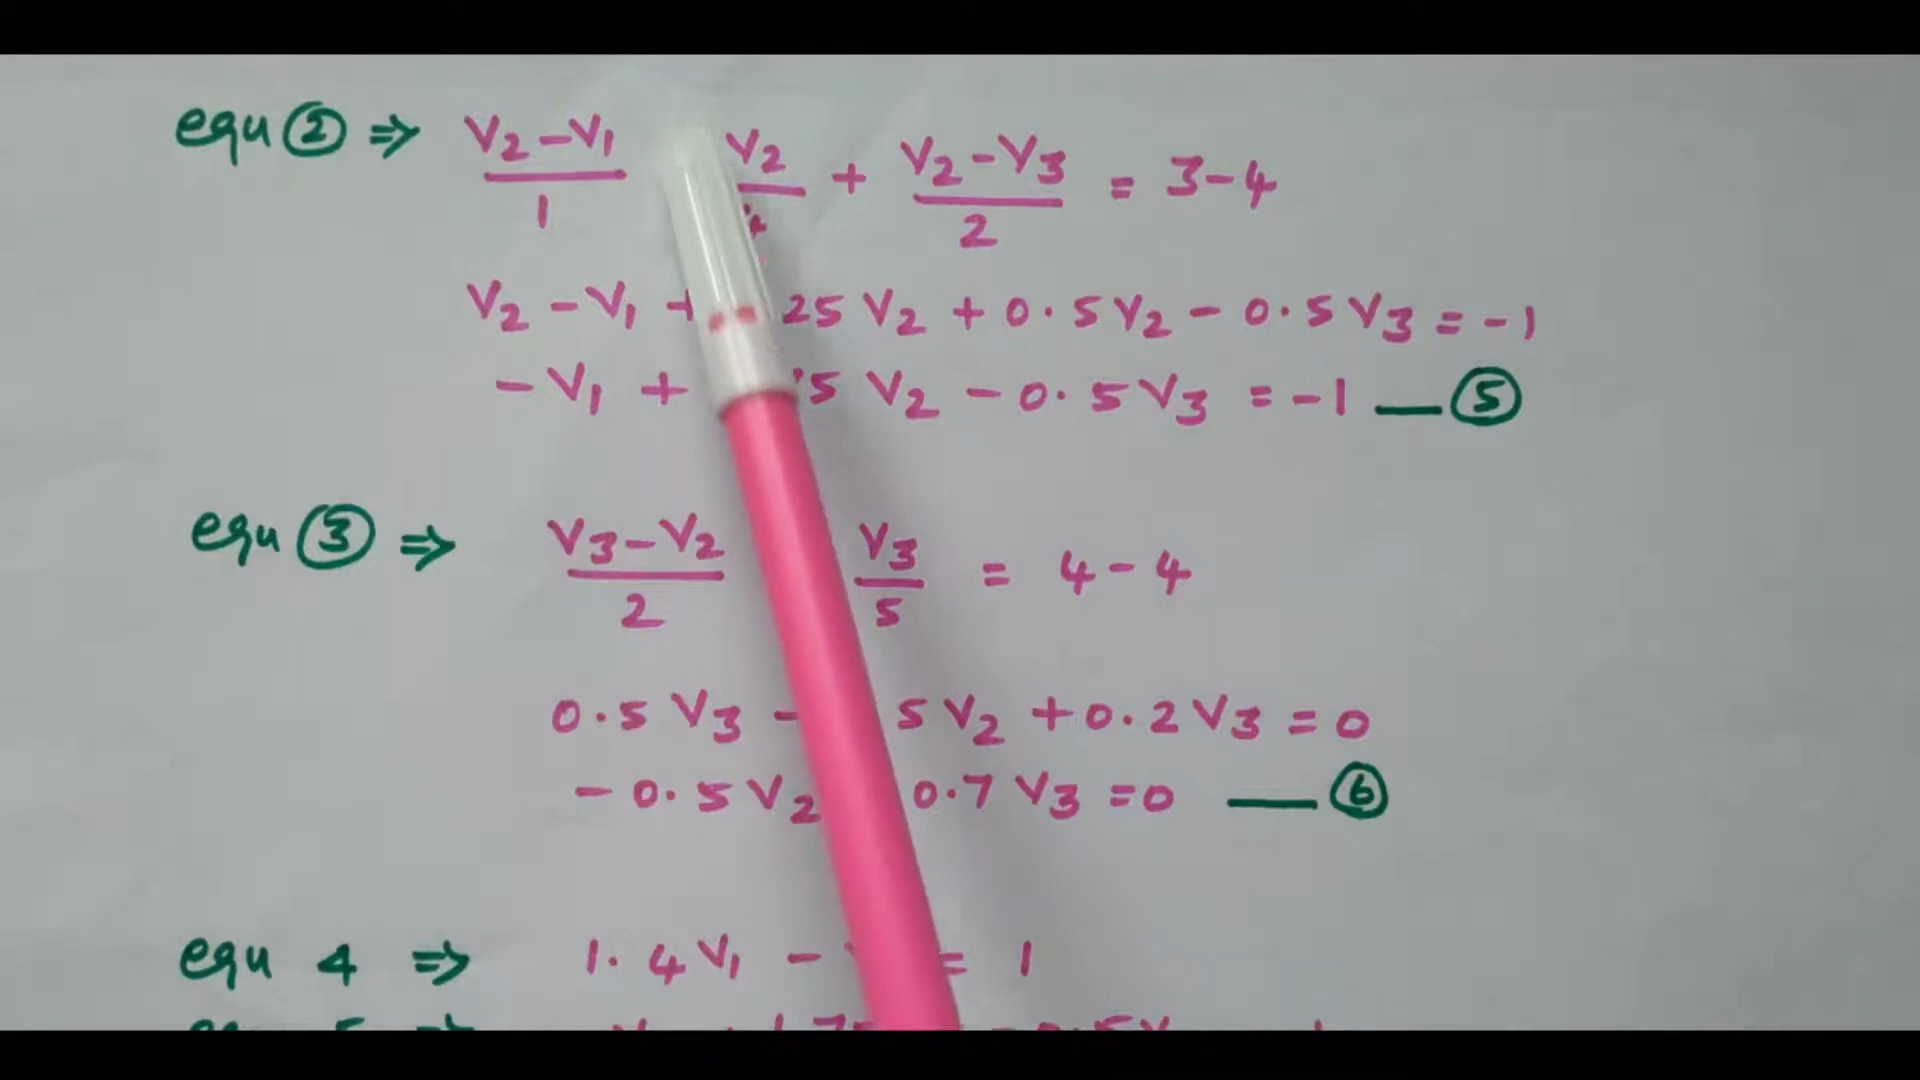 equ ② ⇒ V2-V1/1 V2/4 + V2-V3/2 = 3-4
V2 - V1 + 25 V2 + 0.5 V2 - 0.5 V3 = -1
- V1 + 5 V2 - 0.5 V3 = -1 — ⑤
equ ③ ⇒ V3-V2/2 V3/5 = 4-4
0.5 V3 - 5 V2 + 0.2 V3 = 0
- 0.5 V2 0.7 V3 = 0 — ⑥
equ 4 ⇒ 1.4 V1 - = 1